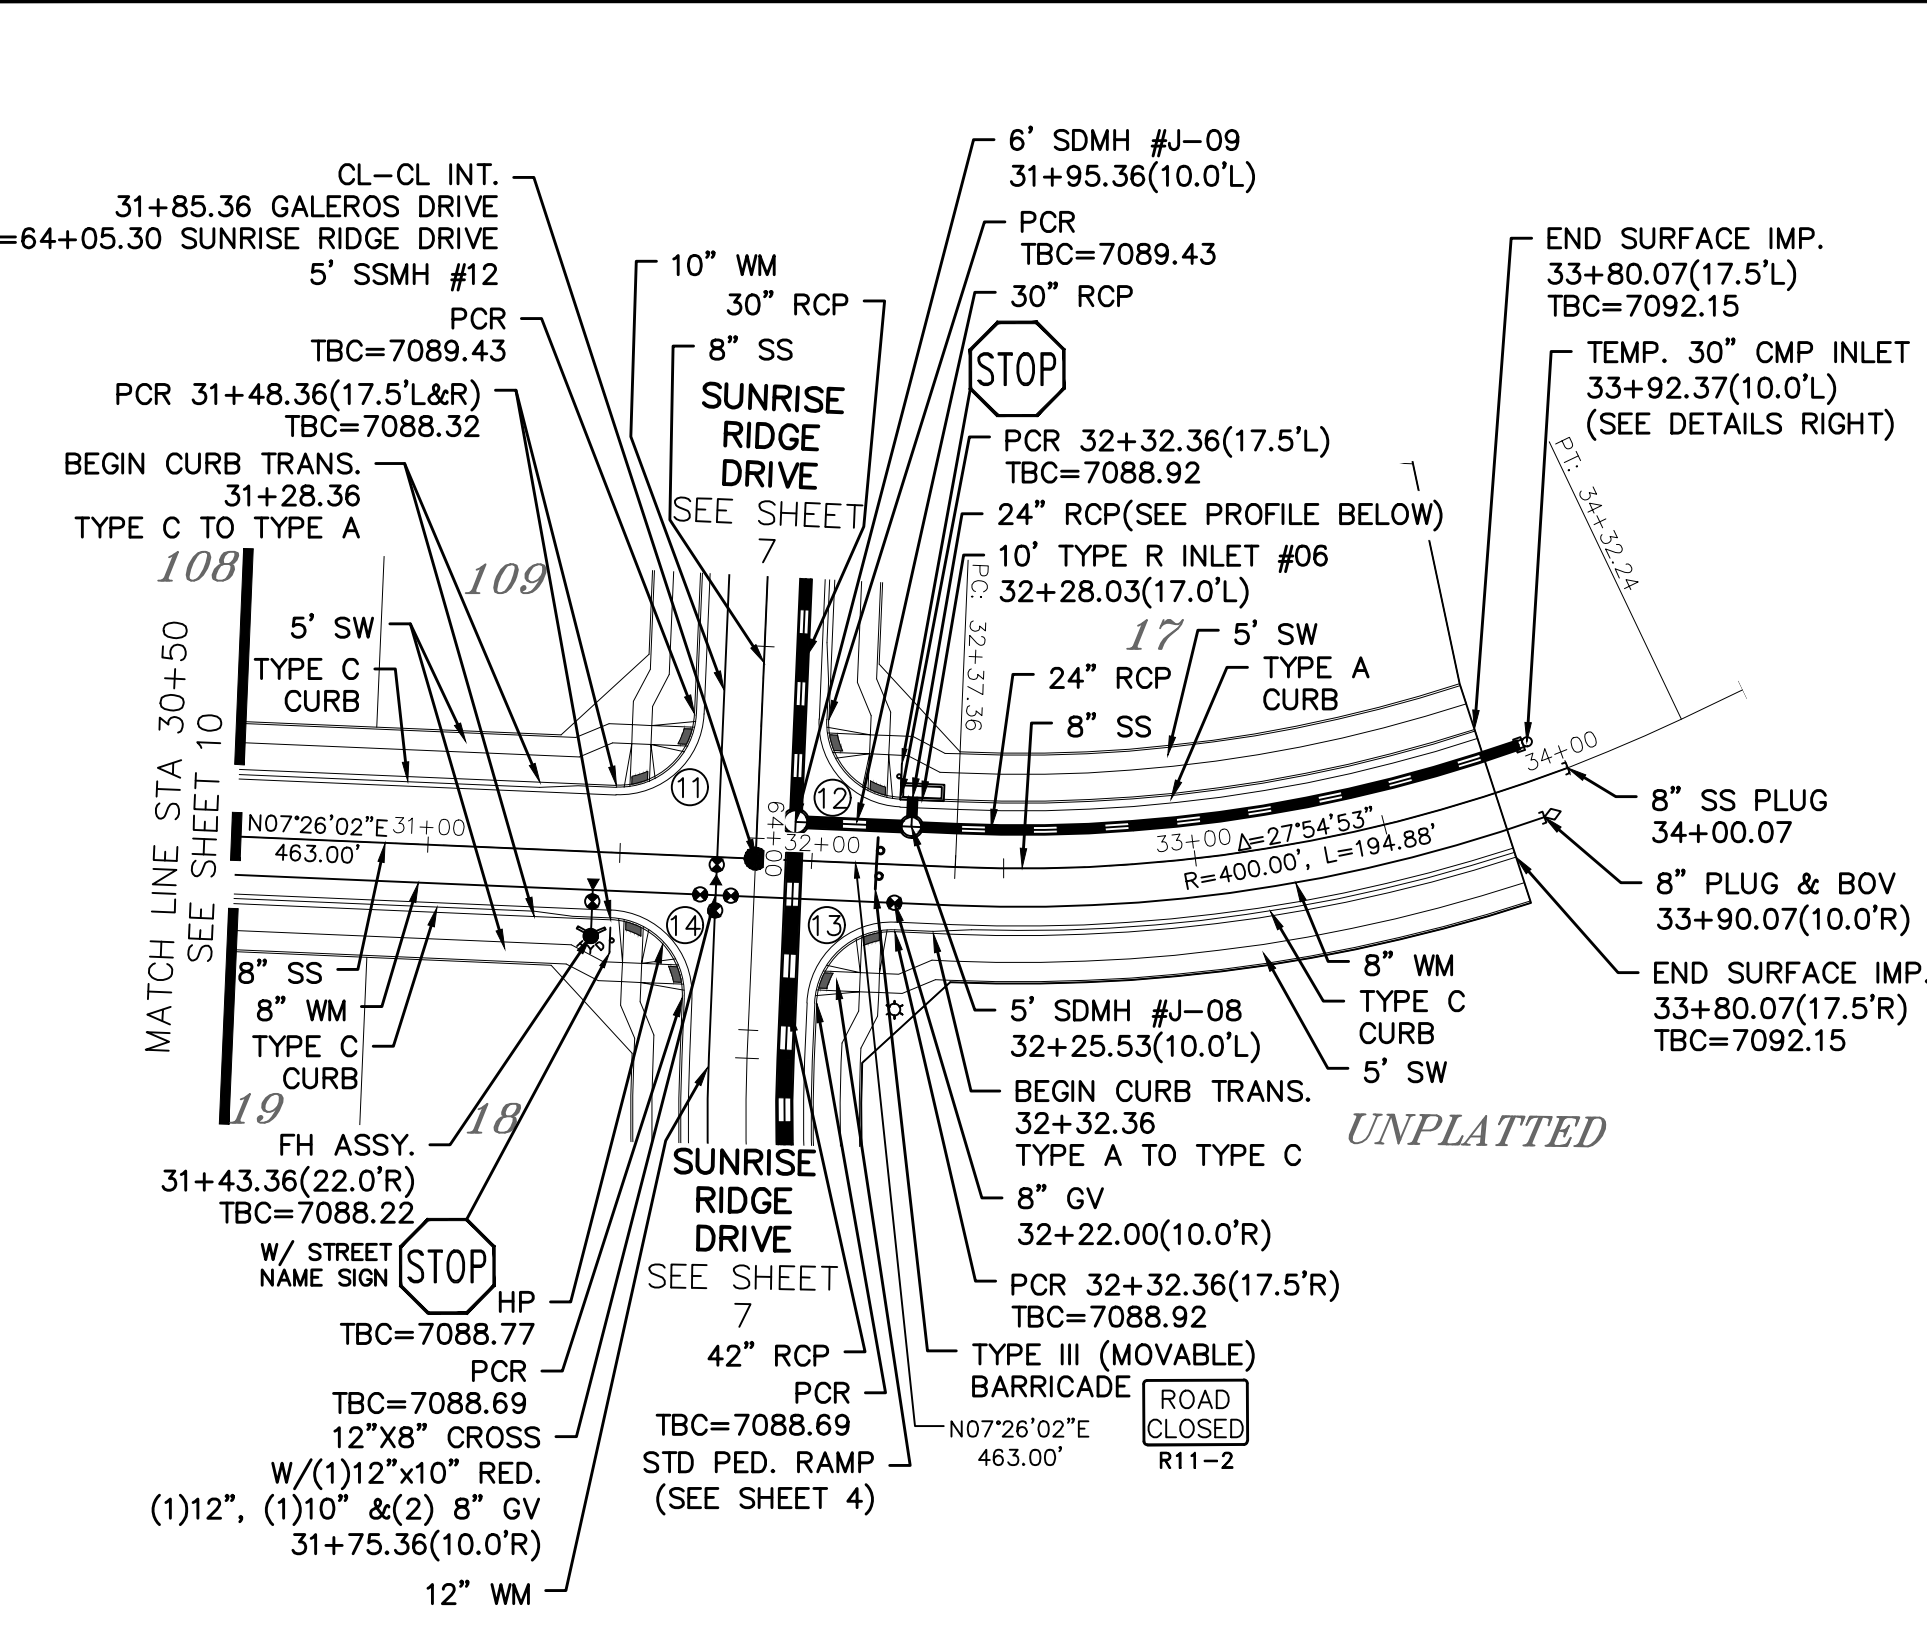 CL-CL INT.
31+85.36 GALEROS DRIVE
=64+05.30 SUNRISE RIDGE DRIVE
5' SSMH #12
PCR
TBC=7089.43
PCR 31+48.36(17.5'L&R)
TBC=7088.32
BEGIN CURB TRANS.
31+28.36
TYPE C TO TYPE A
108
109
5' SW
TYPE C
CURB
MATCH LINE STA 30+50
SEE SHEET 10
10" WM
30" RCP
8" SS
SUNRISE
RIDGE
DRIVE
SEE SHEET
7
6' SDMH #J-09
31+95.36(10.0'L)
PCR
TBC=7089.43
30" RCP
STOP
PCR 32+32.36(17.5'L)
TBC=7088.92
24" RCP(SEE PROFILE BELOW)
10' TYPE R INLET #06
32+28.03(17.0'L)
PC: 32+37.36
17
5' SW
TYPE A
CURB
24" RCP
8" SS
END SURFACE IMP.
33+80.07(17.5'L)
TBC=7092.15
TEMP. 30" CMP INLET
33+92.37(10.0'L)
(SEE DETAILS RIGHT)
PT: 34+32.24
34+00
11
12
N07°26'02"E
463.00'
31+00
64+00
32+00
33+00
Δ=27°54'53"
R=400.00', L=194.88'
14
13
8" SS PLUG
34+00.07
8" PLUG & BOV
33+90.07(10.0'R)
END SURFACE IMP.
33+80.07(17.5'R)
TBC=7092.15
8" SS
8" WM
TYPE C
CURB
19
18
FH ASSY.
31+43.36(22.0'R)
TBC=7088.22
W/ STREET
NAME SIGN
STOP
HP
TBC=7088.77
PCR
TBC=7088.69
12"X8" CROSS
W/(1)12"x10" RED.
(1)12", (1)10" &(2) 8" GV
31+75.36(10.0'R)
12" WM
SUNRISE
RIDGE
DRIVE
SEE SHEET
7
42" RCP
PCR
TBC=7088.69
STD PED. RAMP
(SEE SHEET 4)
8" WM
TYPE C
CURB
5' SW
UNPLATTED
5' SDMH #J-08
32+25.53(10.0'L)
BEGIN CURB TRANS.
32+32.36
TYPE A TO TYPE C
8" GV
32+22.00(10.0'R)
PCR 32+32.36(17.5'R)
TBC=7088.92
TYPE III (MOVABLE)
BARRICADE
ROAD
CLOSED
R11-2
N07°26'02"E
463.00'